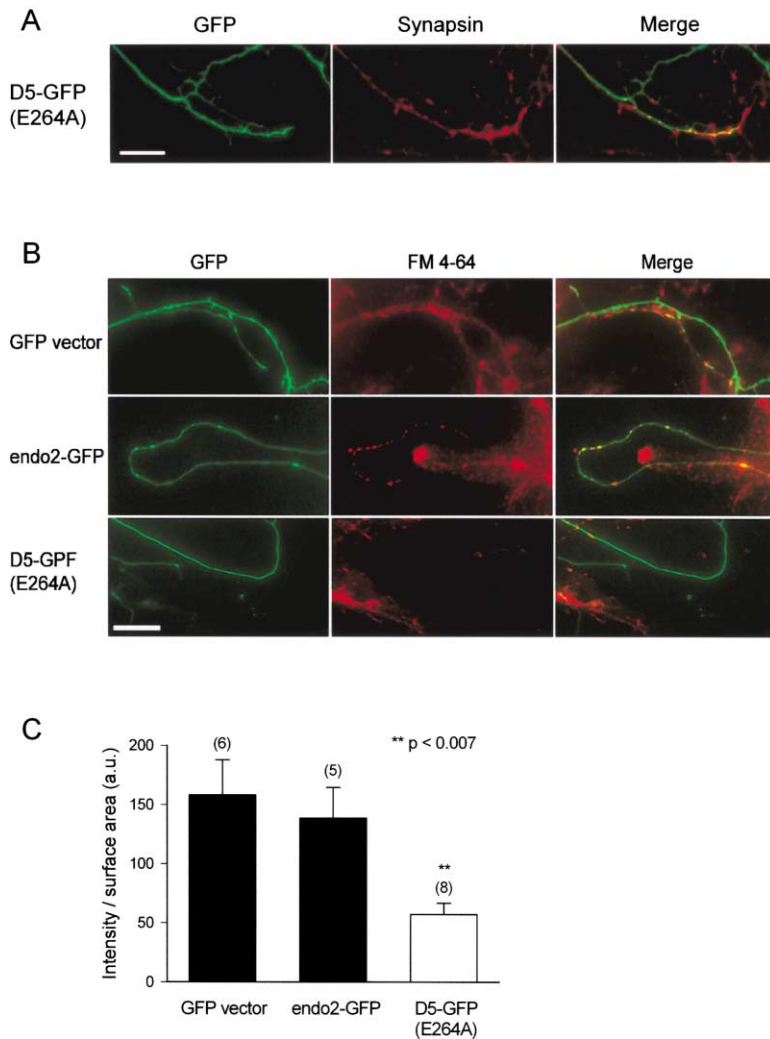 A
GFP Synapsin Merge
D5-GFP
(E264A)
B
GFP FM 4-64 Merge
GFP vector
endo2-GFP
D5-GPF
(E264A)
C
Intensity / surface area (a.u.)
200
150
100
50
0
(6)
(5)
** p < 0.007
**
(8)
GFP vector endo2-GFP D5-GFP
(E264A)